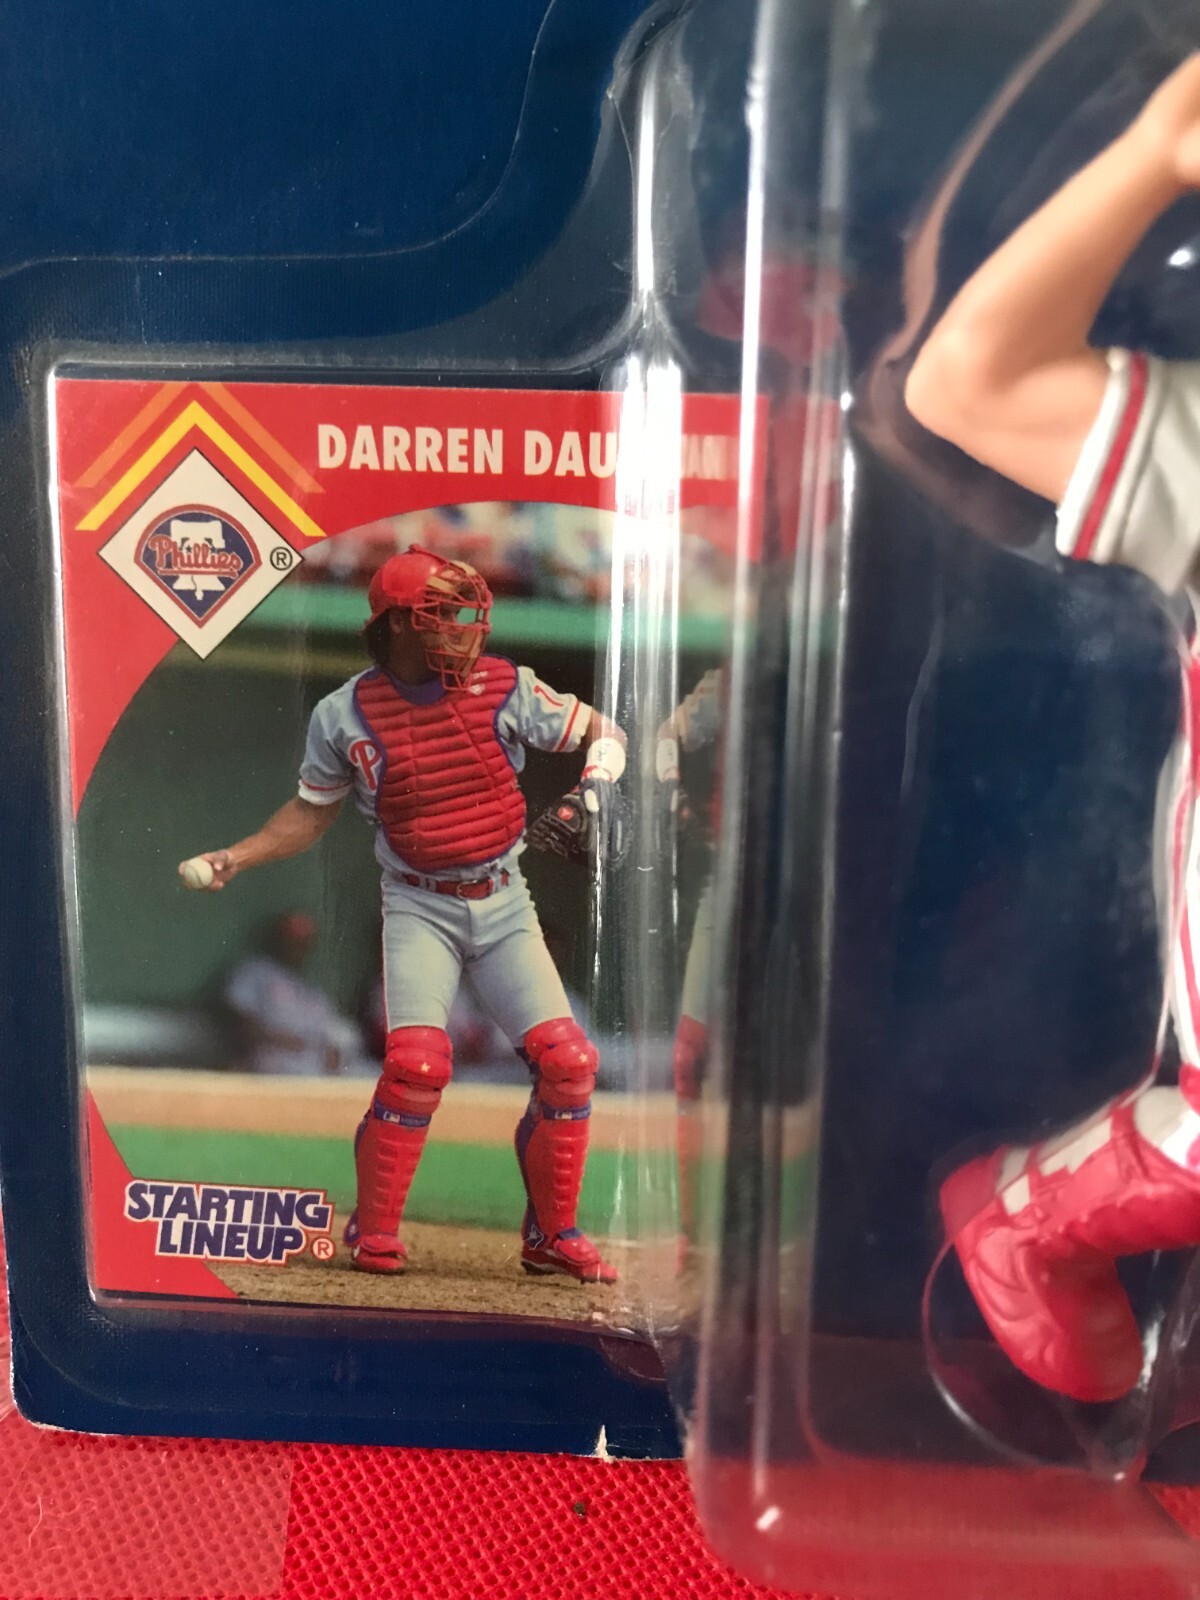 DARREN DAU
Phillies
®
P
STARTING
LINEUP ®